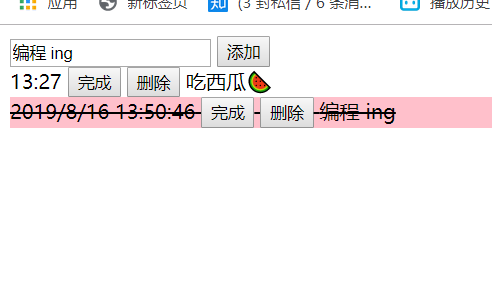 应用 新标签页 知 (3 封私信 / 6 条消... 播放历史
编程 ing 添加
13:27 完成 删除 吃西瓜🍉
2019/8/16 13:50:46 完成 删除 编程 ing